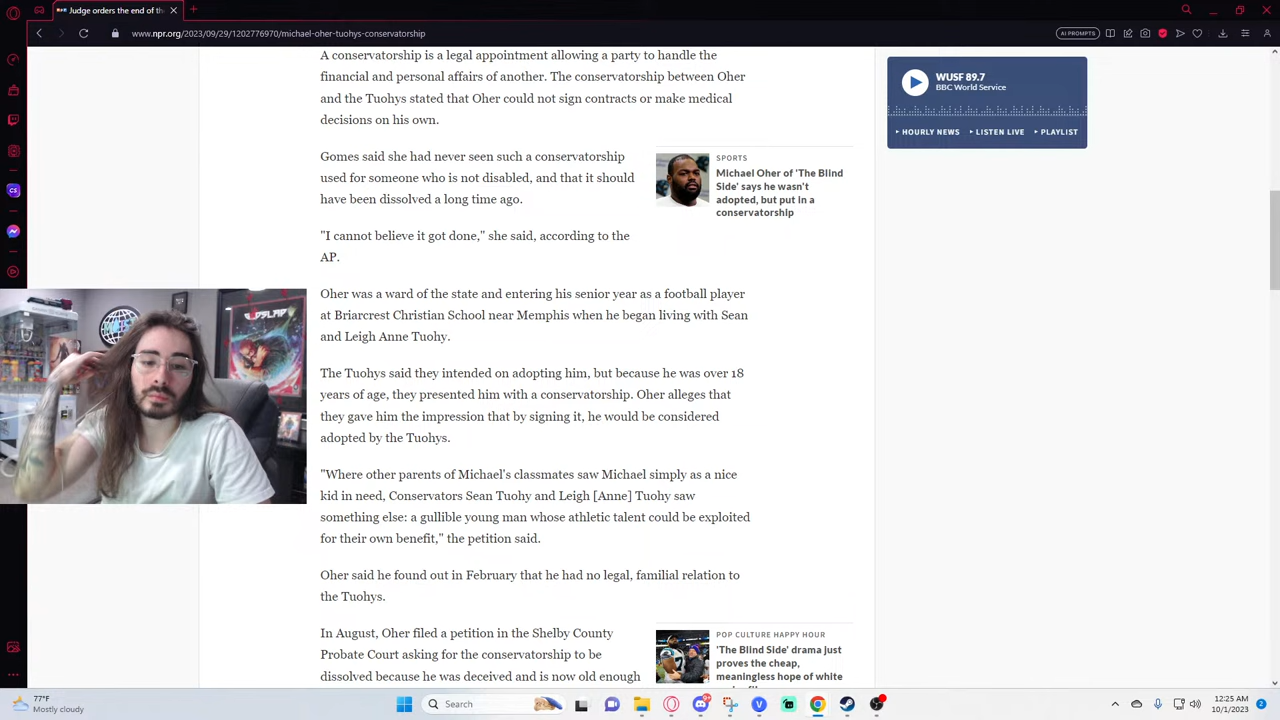 Judge orders the end of th
www.npr.org/2023/09/29/1202776970/michael-oher-tuohys-conservatorship
AI PROMPTS
A conservatorship is a legal appointment allowing a party to handle the
financial and personal affairs of another. The conservatorship between Oher
and the Tuohys stated that Oher could not sign contracts or make medical
decisions on his own.
Gomes said she had never seen such a conservatorship
used for someone who is not disabled, and that it should
have been dissolved a long time ago.
"I cannot believe it got done," she said, according to the
AP.
Oher was a ward of the state and entering his senior year as a football player
at Briarcrest Christian School near Memphis when he began living with Sean
and Leigh Anne Tuohy.
The Tuohys said they intended on adopting him, but because he was over 18
years of age, they presented him with a conservatorship. Oher alleges that
they gave him the impression that by signing it, he would be considered
adopted by the Tuohys.
"Where other parents of Michael's classmates saw Michael simply as a nice
kid in need, Conservators Sean Tuohy and Leigh [Anne] Tuohy saw
something else: a gullible young man whose athletic talent could be exploited
for their own benefit," the petition said.
Oher said he found out in February that he had no legal, familial relation to
the Tuohys.
In August, Oher filed a petition in the Shelby County
Probate Court asking for the conservatorship to be
dissolved because he was deceived and is now old enough
SPORTS
Michael Oher of 'The Blind
Side' says he wasn't
adopted, but put in a
conservatorship
POP CULTURE HAPPY HOUR
'The Blind Side' drama just
proves the cheap,
meaningless hope of white
WUSF 89.7
BBC World Service
HOURLY NEWS
LISTEN LIVE
PLAYLIST
GODSLAP
77°F
Mostly cloudy
Search
9+
12:25 AM
10/1/2023
2